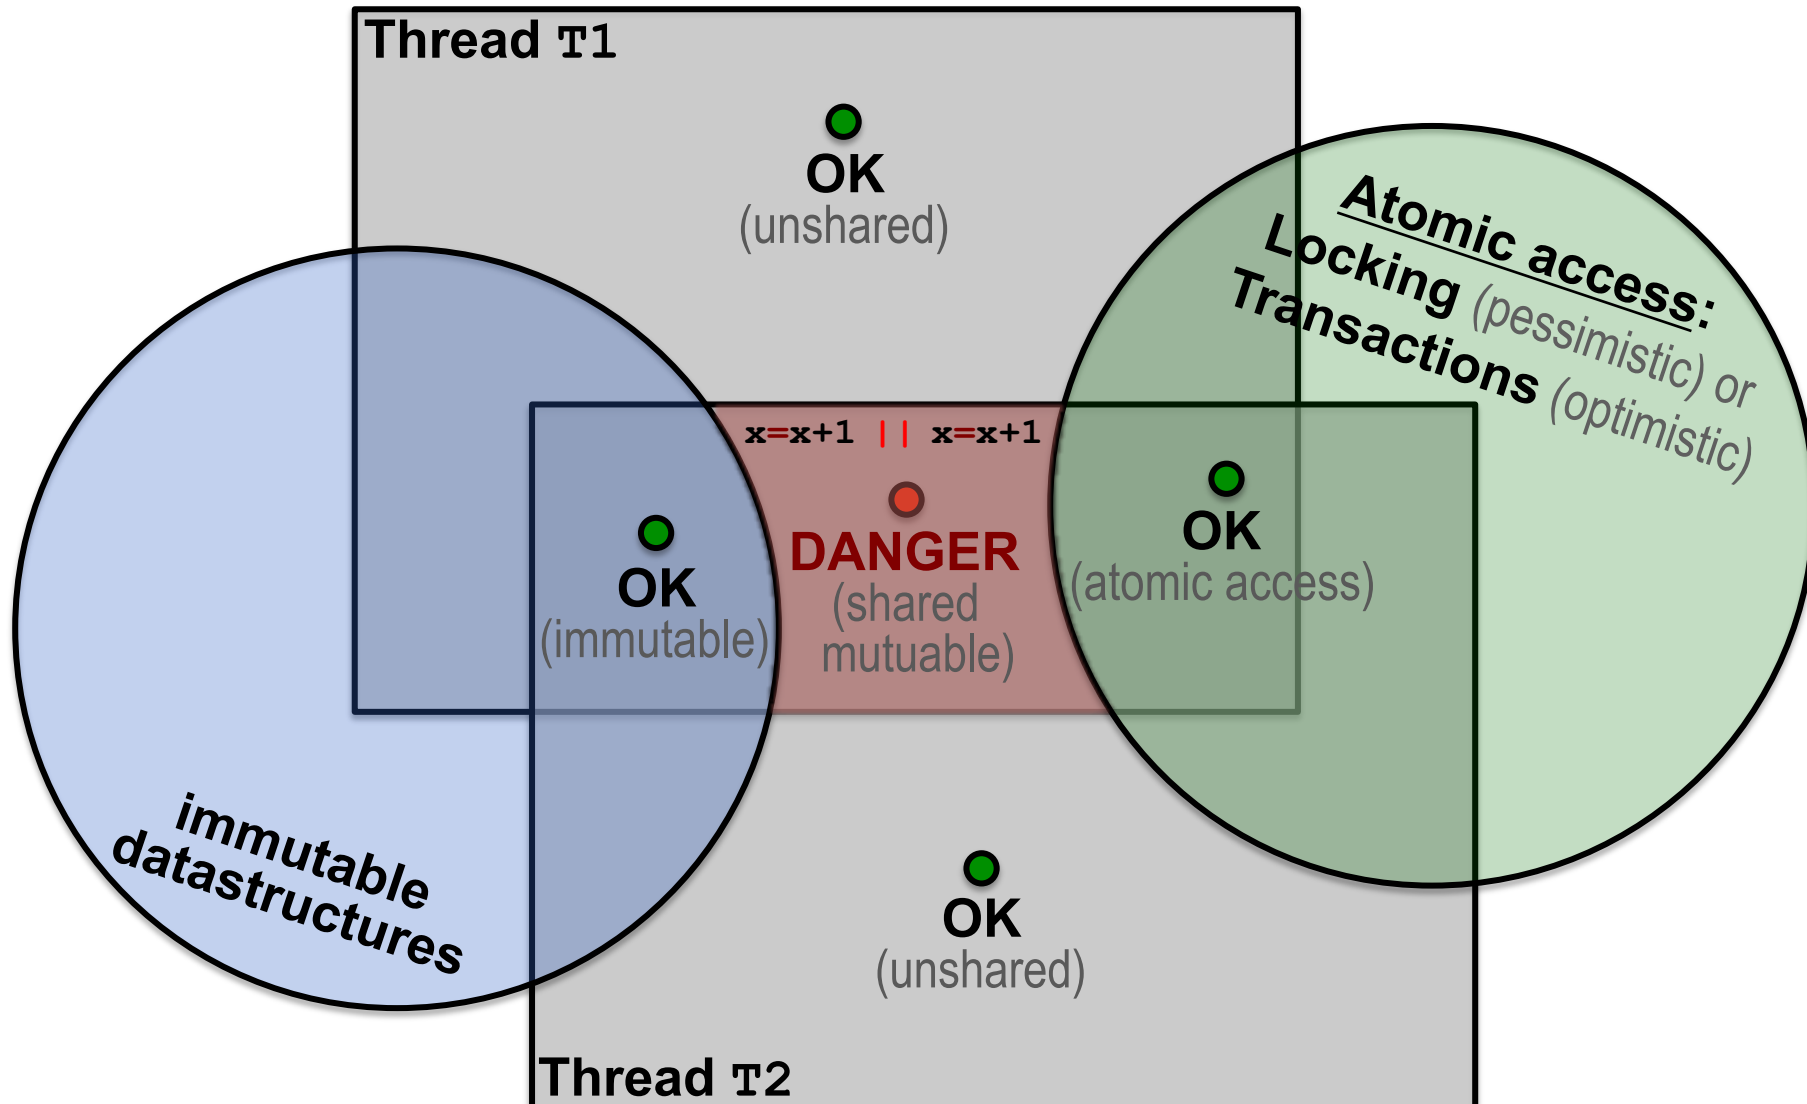 Thread T1
OK
(unshared)
Atomic access:
Locking (pessimistic) or
Transactions (optimistic)
x=x+1 || x=x+1
OK
(immutable)
DANGER
(shared
mutuable)
OK
(atomic access)
immutable
datastructures
OK
(unshared)
Thread T2